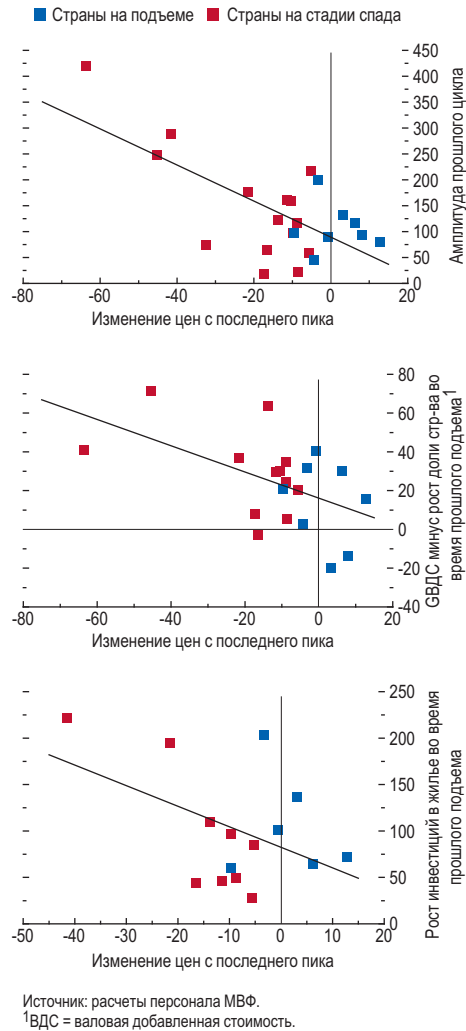 Страны на подъеме Страны на стадии спада
450
400
350
300
250
200
150
100
50
0
Амплитуда прошлого цикла
-80 -60 -40 -20 0 20
Изменение цен с последнего пика
80
60
40
20
0
-20
-40
GВДС минус рост доли стр-ва во
время прошлого подъема1
-80 -60 -40 -20 0 20
Изменение цен с последнего пика
250
200
150
100
50
0
Рост инвестиций в жилье во время
прошлого подъема
-50 -40 -30 -20 -10 0 10 20
Изменение цен с последнего пика
Источник: расчеты персонала МВФ.
1ВДС = валовая добавленная стоимость.